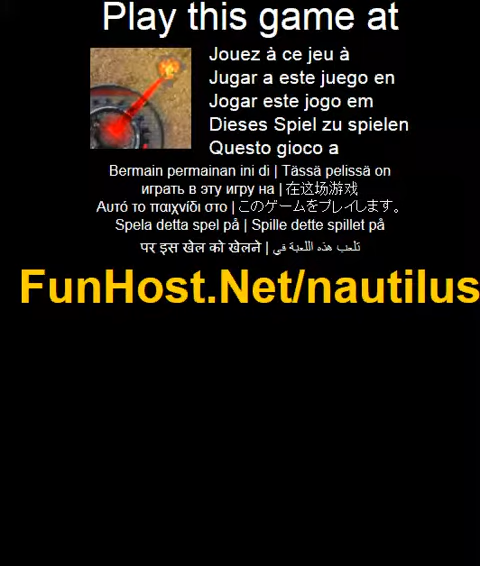 Play this game at
Jouez à ce jeu à
Jugar a este juego en
Jogar este jogo em
Dieses Spiel zu spielen
Questo gioco a
Bermain permainan ini di | Tässä pelissä on
играть в эту игру на | 在这场游戏
Αυτό το παιχνίδι στο | このゲームをプレイします。
Spela detta spel på | Spille dette spillet på
पर इस खेल को खेलने | تلعب هذه اللعبة في
FunHost.Net/nautilus